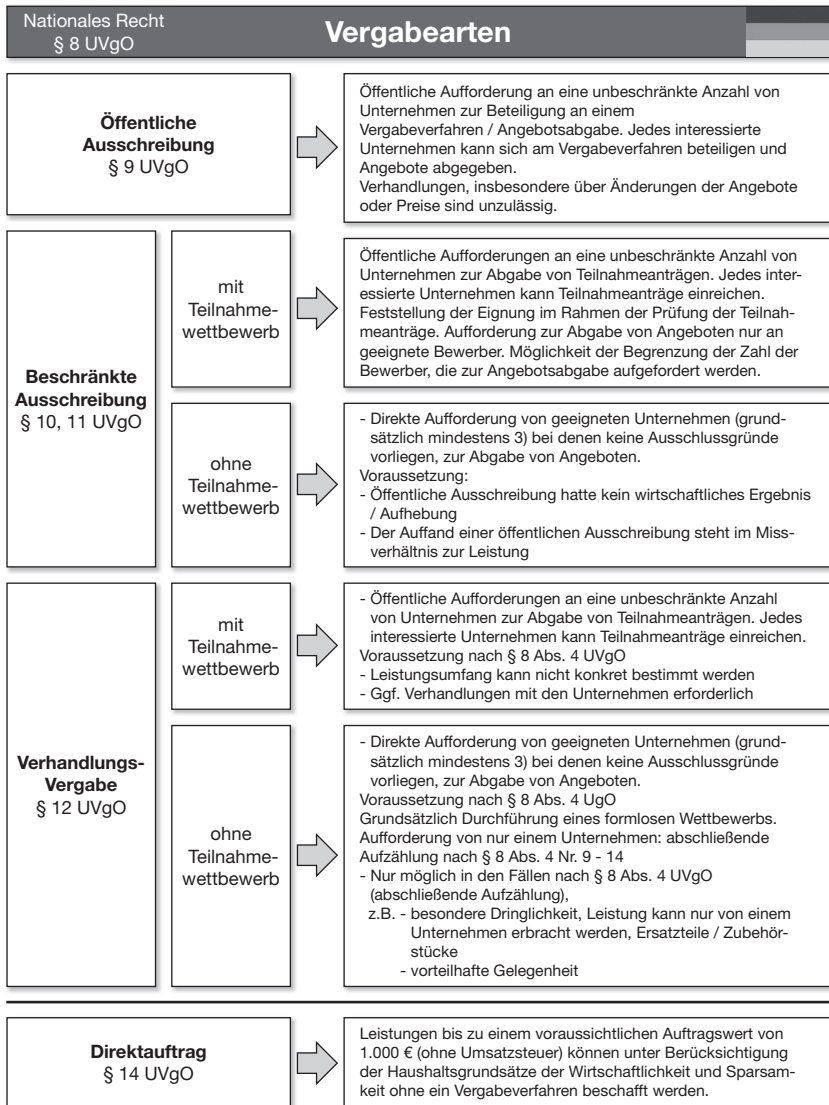 Nationales Recht
§ 8 UVgO
Vergabearten
Öffentliche
Ausschreibung
§ 9 UVgO
Öffentliche Aufforderung an eine unbeschränkte Anzahl von
Unternehmen zur Beteiligung an einem
Vergabeverfahren / Angebotsabgabe. Jedes interessierte
Unternehmen kann sich am Vergabeverfahren beteiligen und
Angebote abgegeben.
Verhandlungen, insbesondere über Änderungen der Angebote
oder Preise sind unzulässig.
Beschränkte
Ausschreibung
§ 10, 11 UVgO
mit
Teilnahme-
wettbewerb
Öffentliche Aufforderungen an eine unbeschränkte Anzahl von
Unternehmen zur Abgabe von Teilnahmeanträgen. Jedes inter-
essierte Unternehmen kann Teilnahmeanträge einreichen.
Feststellung der Eignung im Rahmen der Prüfung der Teilnah-
meanträge. Aufforderung zur Abgabe von Angeboten nur an
geeignete Bewerber. Möglichkeit der Begrenzung der Zahl der
Bewerber, die zur Angebotsabgabe aufgefordert werden.
ohne
Teilnahme-
wettbewerb
- Direkte Aufforderung von geeigneten Unternehmen (grund-
sätzlich mindestens 3) bei denen keine Ausschlussgründe
vorliegen, zur Abgabe von Angeboten.
Voraussetzung:
- Öffentliche Ausschreibung hatte kein wirtschaftliches Ergebnis
/ Aufhebung
- Der Auffand einer öffentlichen Ausschreibung steht im Miss-
verhältnis zur Leistung
Verhandlungs-
Vergabe
§ 12 UVgO
mit
Teilnahme-
wettbewerb
- Öffentliche Aufforderungen an eine unbeschränkte Anzahl
von Unternehmen zur Abgabe von Teilnahmeanträgen. Jedes
interessierte Unternehmen kann Teilnahmeanträge einreichen.
Voraussetzung nach § 8 Abs. 4 UVgO
- Leistungsumfang kann nicht konkret bestimmt werden
- Ggf. Verhandlungen mit den Unternehmen erforderlich
ohne
Teilnahme-
wettbewerb
- Direkte Aufforderung von geeigneten Unternehmen (grund-
sätzlich mindestens 3) bei denen keine Ausschlussgründe
vorliegen, zur Abgabe von Angeboten.
Voraussetzung nach § 8 Abs. 4 UgO
Grundsätzlich Durchführung eines formlosen Wettbewerbs.
Aufforderung von nur einem Unternehmen: abschließende
Aufzählung nach § 8 Abs. 4 Nr. 9 - 14
- Nur möglich in den Fällen nach § 8 Abs. 4 UVgO
(abschließende Aufzählung),
z.B. - besondere Dringlichkeit, Leistung kann nur von einem
Unternehmen erbracht werden, Ersatzteile / Zubehör-
stücke
- vorteilhafte Gelegenheit
Direktauftrag
§ 14 UVgO
Leistungen bis zu einem voraussichtlichen Auftragswert von
1.000 € (ohne Umsatzsteuer) können unter Berücksichtigung
der Haushaltsgrundsätze der Wirtschaftlichkeit und Sparsam-
keit ohne ein Vergabeverfahren beschafft werden.